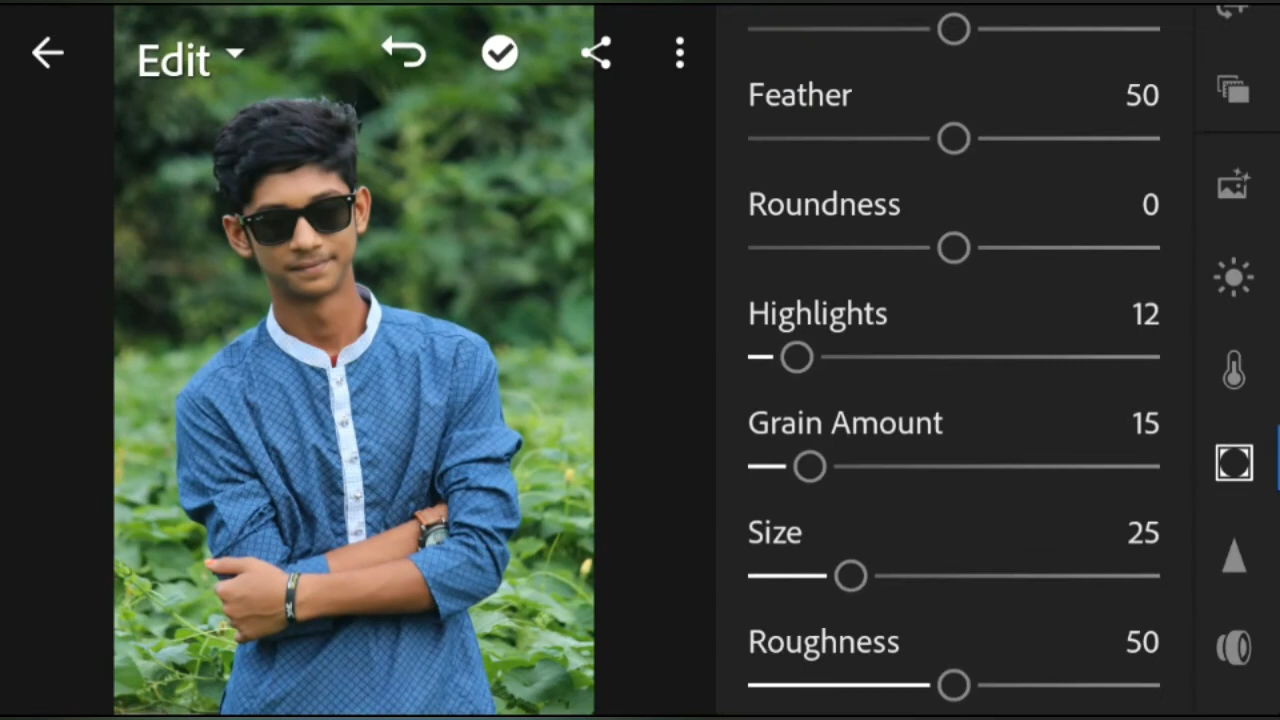 Edit
Feather 50
Roundness 0
Highlights 12
Grain Amount 15
Size 25
Roughness 50